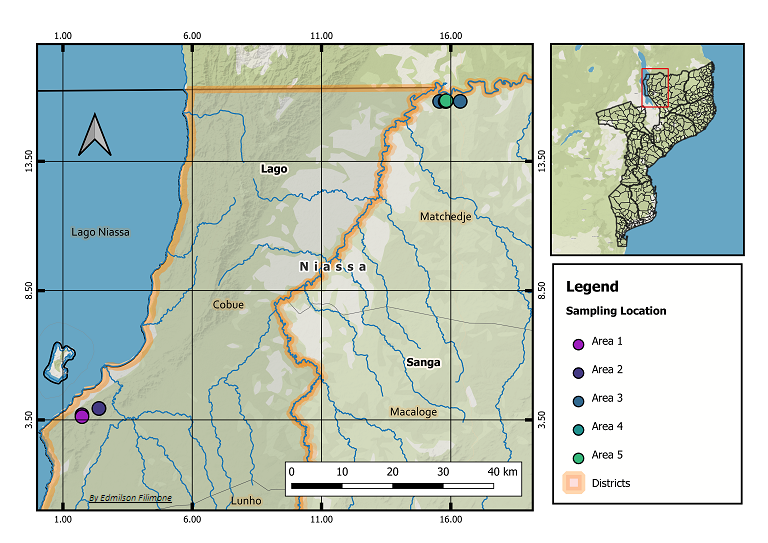 1.00 6.00 11.00 16.00
13.50 13.50
Lago
Matchedje
Lago Niassa
Niassa
8.50 8.50
Cobue
Sanga
Macaloge
3.50 3.50
0 10 20 30 40 km
By Edmilson Filimone
Lunho
1.00 6.00 11.00 16.00
Legend
Sampling Location
Area 1
Area 2
Area 3
Area 4
Area 5
Districts